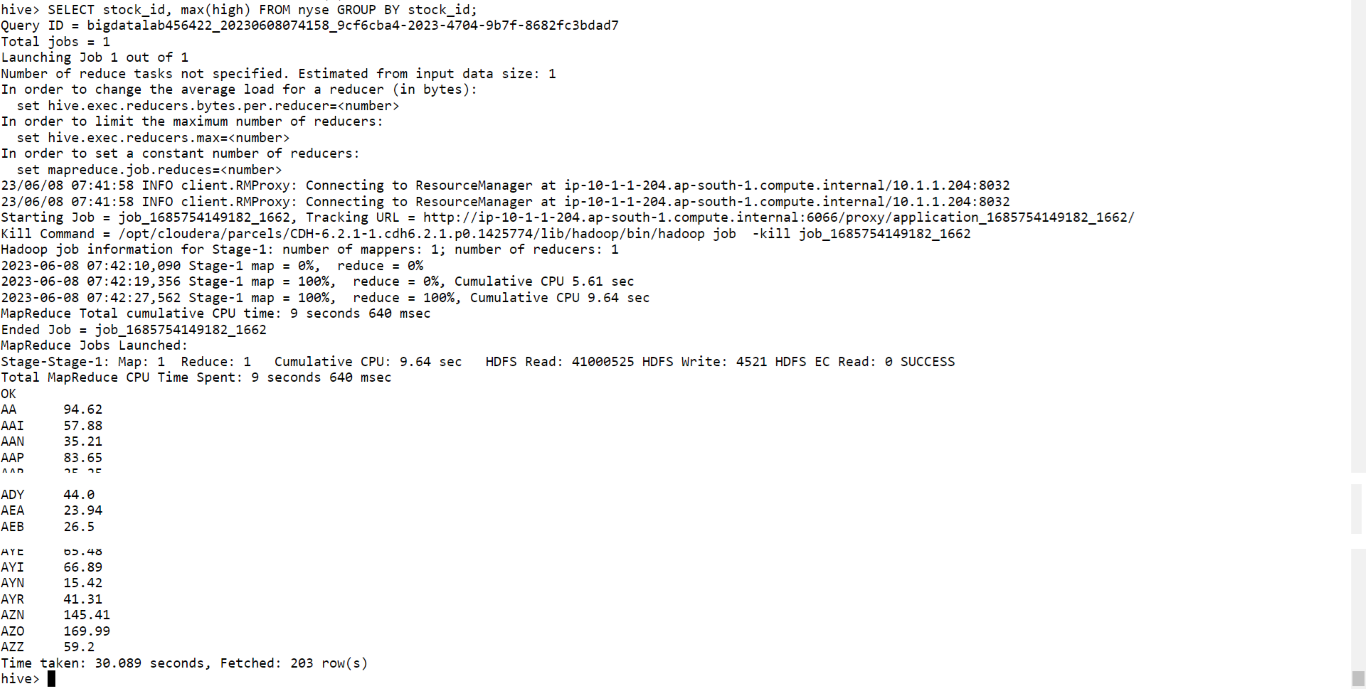 hive> SELECT stock_id, max(high) FROM nyse GROUP BY stock_id;
Query ID = bigdatalab456422_20230608074158_9cf6cba4-2023-4704-9b7f-8682fc3bdad7
Total jobs = 1
Launching Job 1 out of 1
Number of reduce tasks not specified. Estimated from input data size: 1
In order to change the average load for a reducer (in bytes):
  set hive.exec.reducers.bytes.per.reducer=<number>
In order to limit the maximum number of reducers:
  set hive.exec.reducers.max=<number>
In order to set a constant number of reducers:
  set mapreduce.job.reduces=<number>
23/06/08 07:41:58 INFO client.RMProxy: Connecting to ResourceManager at ip-10-1-1-204.ap-south-1.compute.internal/10.1.1.204:8032
23/06/08 07:41:58 INFO client.RMProxy: Connecting to ResourceManager at ip-10-1-1-204.ap-south-1.compute.internal/10.1.1.204:8032
Starting Job = job_1685754149182_1662, Tracking URL = http://ip-10-1-1-204.ap-south-1.compute.internal:6066/proxy/application_1685754149182_1662/
Kill Command = /opt/cloudera/parcels/CDH-6.2.1-1.cdh6.2.1.p0.1425774/lib/hadoop/bin/hadoop job  -kill job_1685754149182_1662
Hadoop job information for Stage-1: number of mappers: 1; number of reducers: 1
2023-06-08 07:42:10,090 Stage-1 map = 0%,  reduce = 0%
2023-06-08 07:42:19,356 Stage-1 map = 100%,  reduce = 0%, Cumulative CPU 5.61 sec
2023-06-08 07:42:27,562 Stage-1 map = 100%,  reduce = 100%, Cumulative CPU 9.64 sec
MapReduce Total cumulative CPU time: 9 seconds 640 msec
Ended Job = job_1685754149182_1662
MapReduce Jobs Launched:
Stage-Stage-1: Map: 1  Reduce: 1   Cumulative CPU: 9.64 sec   HDFS Read: 41000525 HDFS Write: 4521 HDFS EC Read: 0 SUCCESS
Total MapReduce CPU Time Spent: 9 seconds 640 msec
OK
AA      94.62
AAI     57.88
AAN     35.21
AAP     83.65
ADY     44.0
AEA     23.94
AEB     26.5
AYE     65.48
AYI     66.89
AYN     15.42
AYR     41.31
AZN     145.41
AZO     169.99
AZZ     59.2
Time taken: 30.089 seconds, Fetched: 203 row(s)
hive>